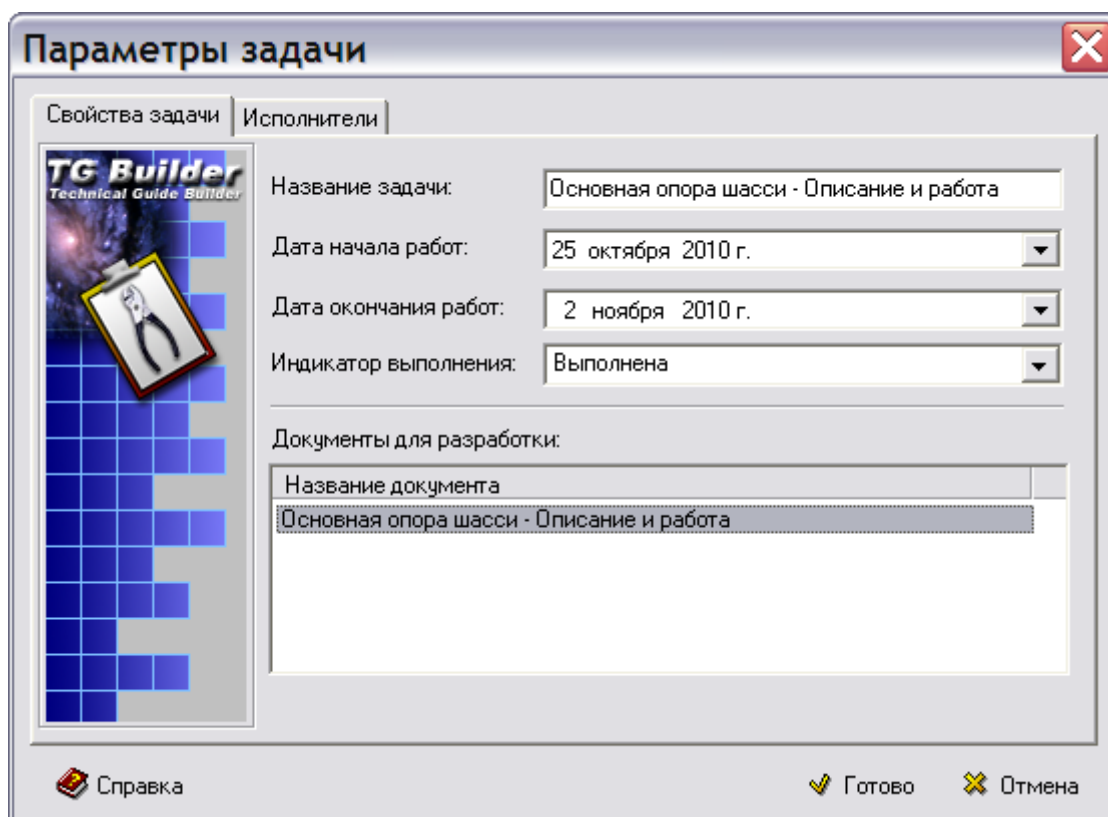 Параметры задачи
Свойства задачи
Исполнители
TG Builder
Technical Guide Builder
Название задачи:
Основная опора шасси - Описание и работа
Дата начала работ:
25 октября 2010 г.
Дата окончания работ:
2 ноября 2010 г.
Индикатор выполнения:
Выполнена
Документы для разработки:
Название документа
Основная опора шасси - Описание и работа
Справка
Готово
Отмена